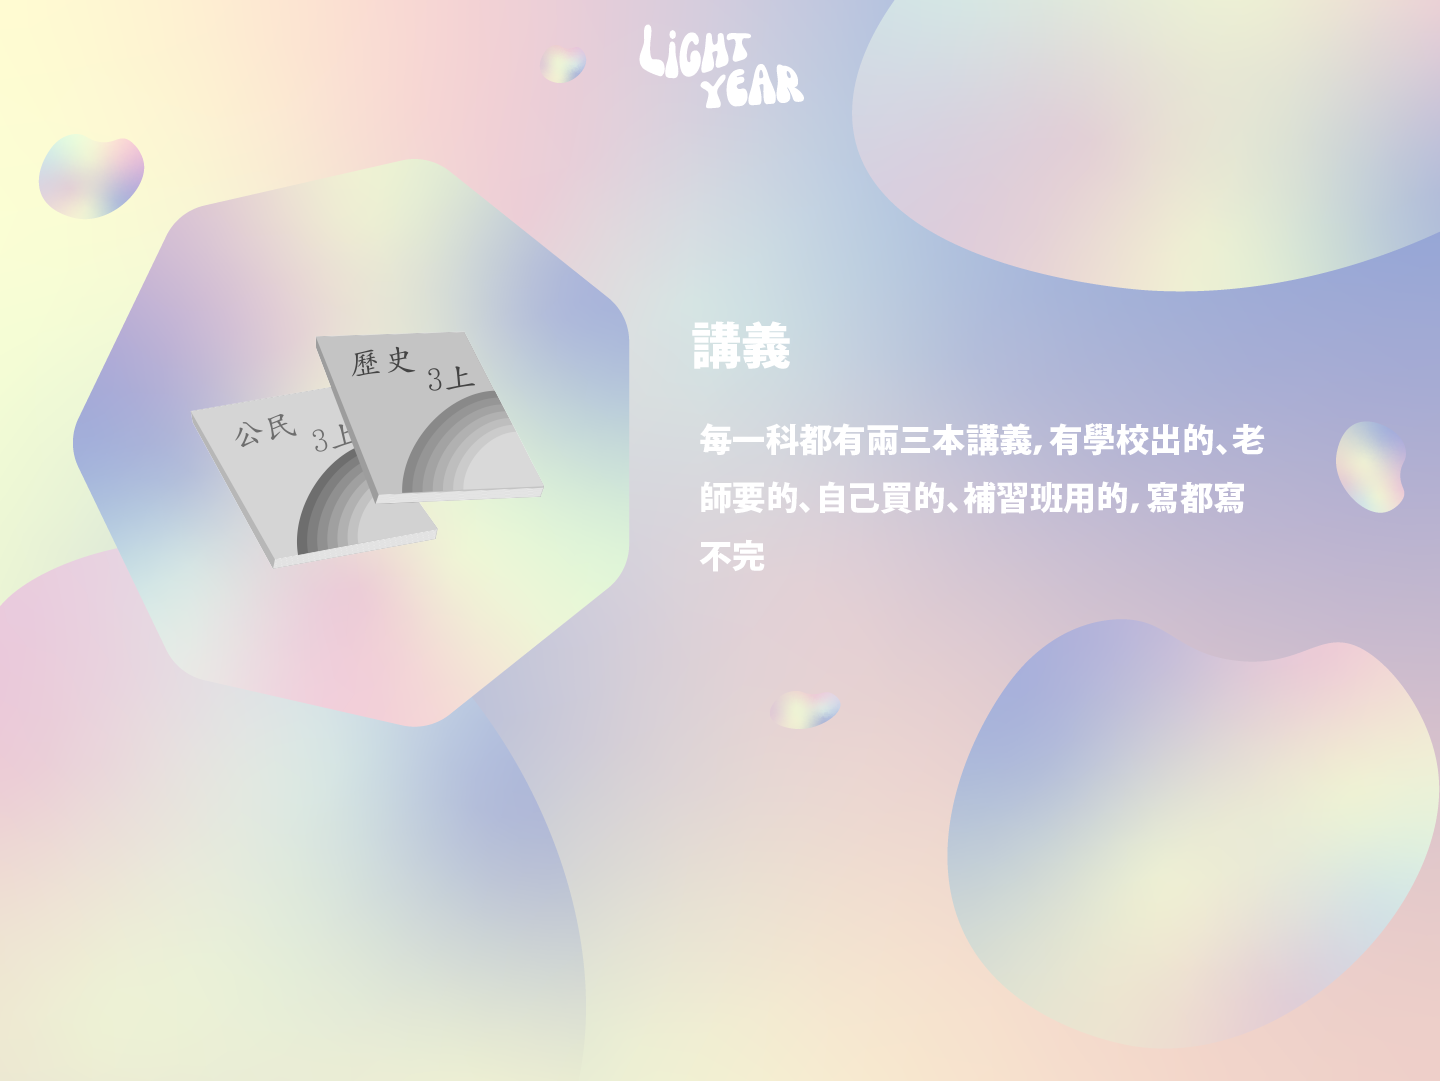 LiGHT
YEAR
歷史
3上
公民
3上
講義
每一科都有兩三本講義，有學校出的、老
師要的、自己買的、補習班用的，寫都寫
不完